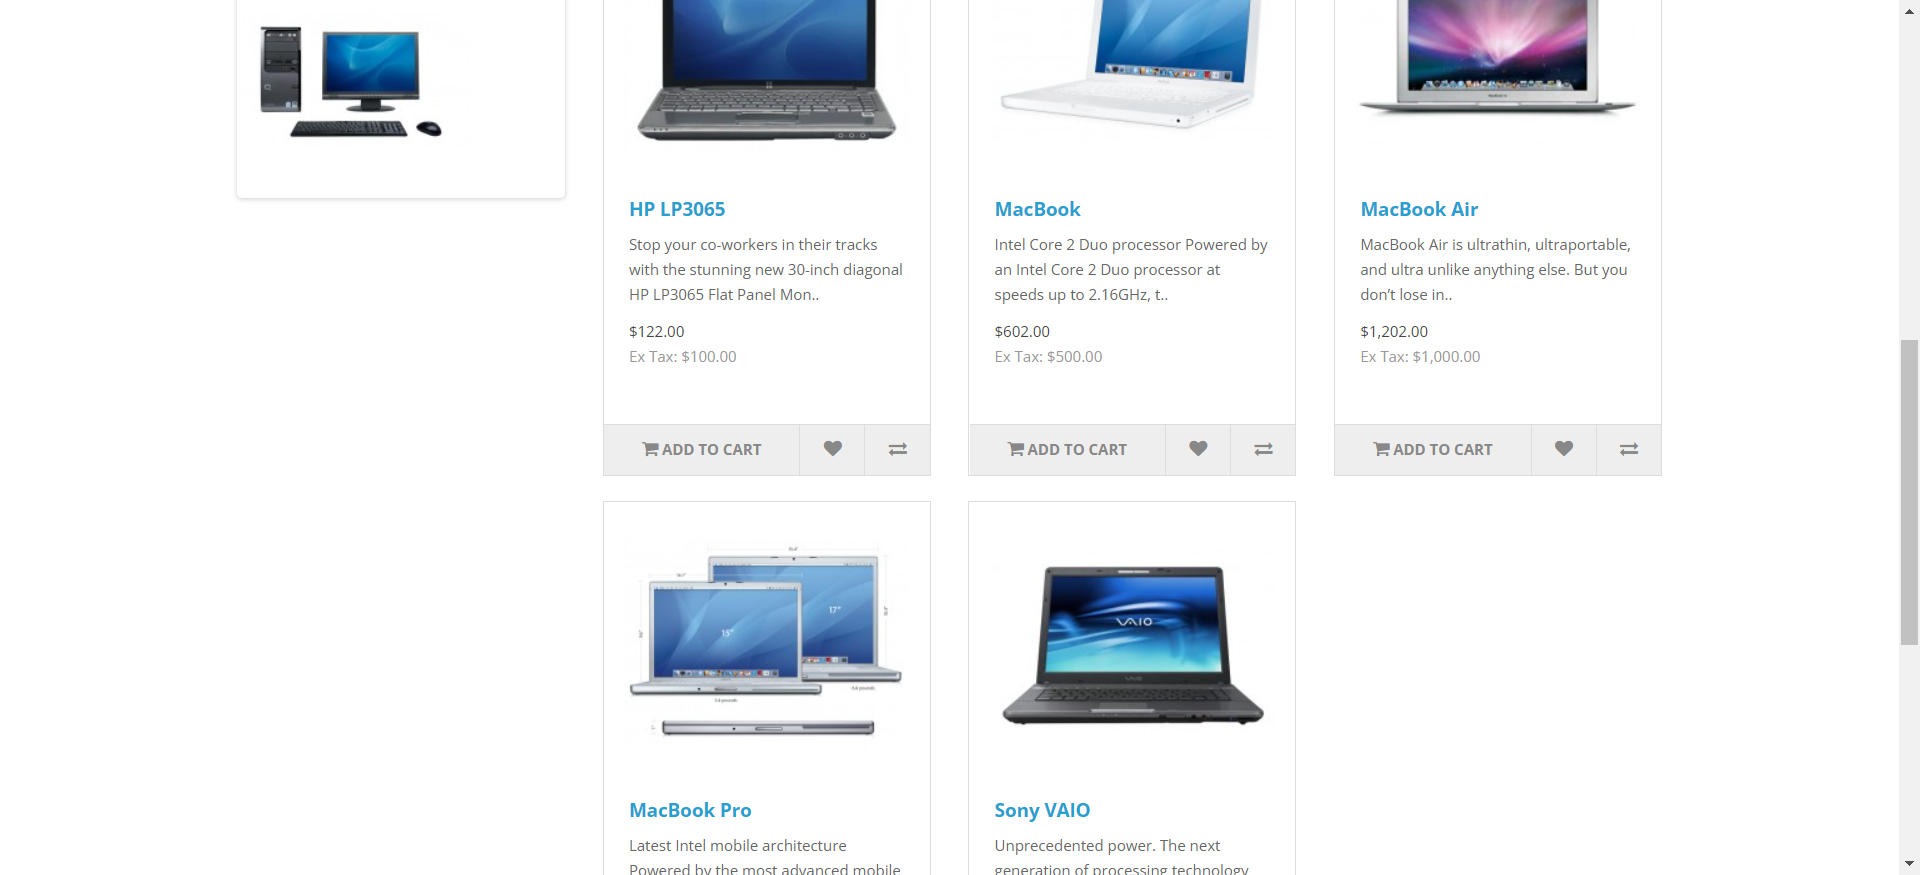 HP LP3065
Stop your co-workers in their tracks
with the stunning new 30-inch diagonal
HP LP3065 Flat Panel Mon..
$122.00
Ex Tax: $100.00
ADD TO CART
MacBook
Intel Core 2 Duo processor Powered by
an Intel Core 2 Duo processor at
speeds up to 2.16GHz, t..
$602.00
Ex Tax: $500.00
ADD TO CART
MacBook Air
MacBook Air is ultrathin, ultraportable,
and ultra unlike anything else. But you
don’t lose in..
$1,202.00
Ex Tax: $1,000.00
ADD TO CART
15"
17"
MacBook Pro
Latest Intel mobile architecture
Powered by the most advanced mobile
VAIO
Sony VAIO
Unprecedented power. The next
generation of processing technology